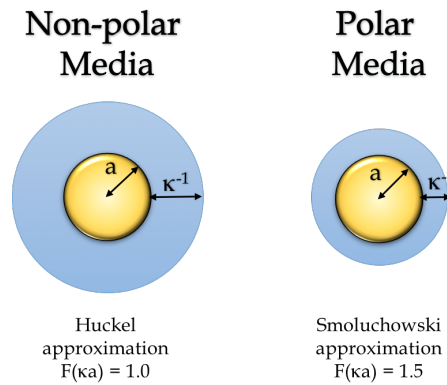 Non-polar
Media
a
κ⁻¹
Huckel
approximation
F(κa) = 1.0
Polar
Media
a
κ⁻
Smoluchowski
approximation
F(κa) = 1.5